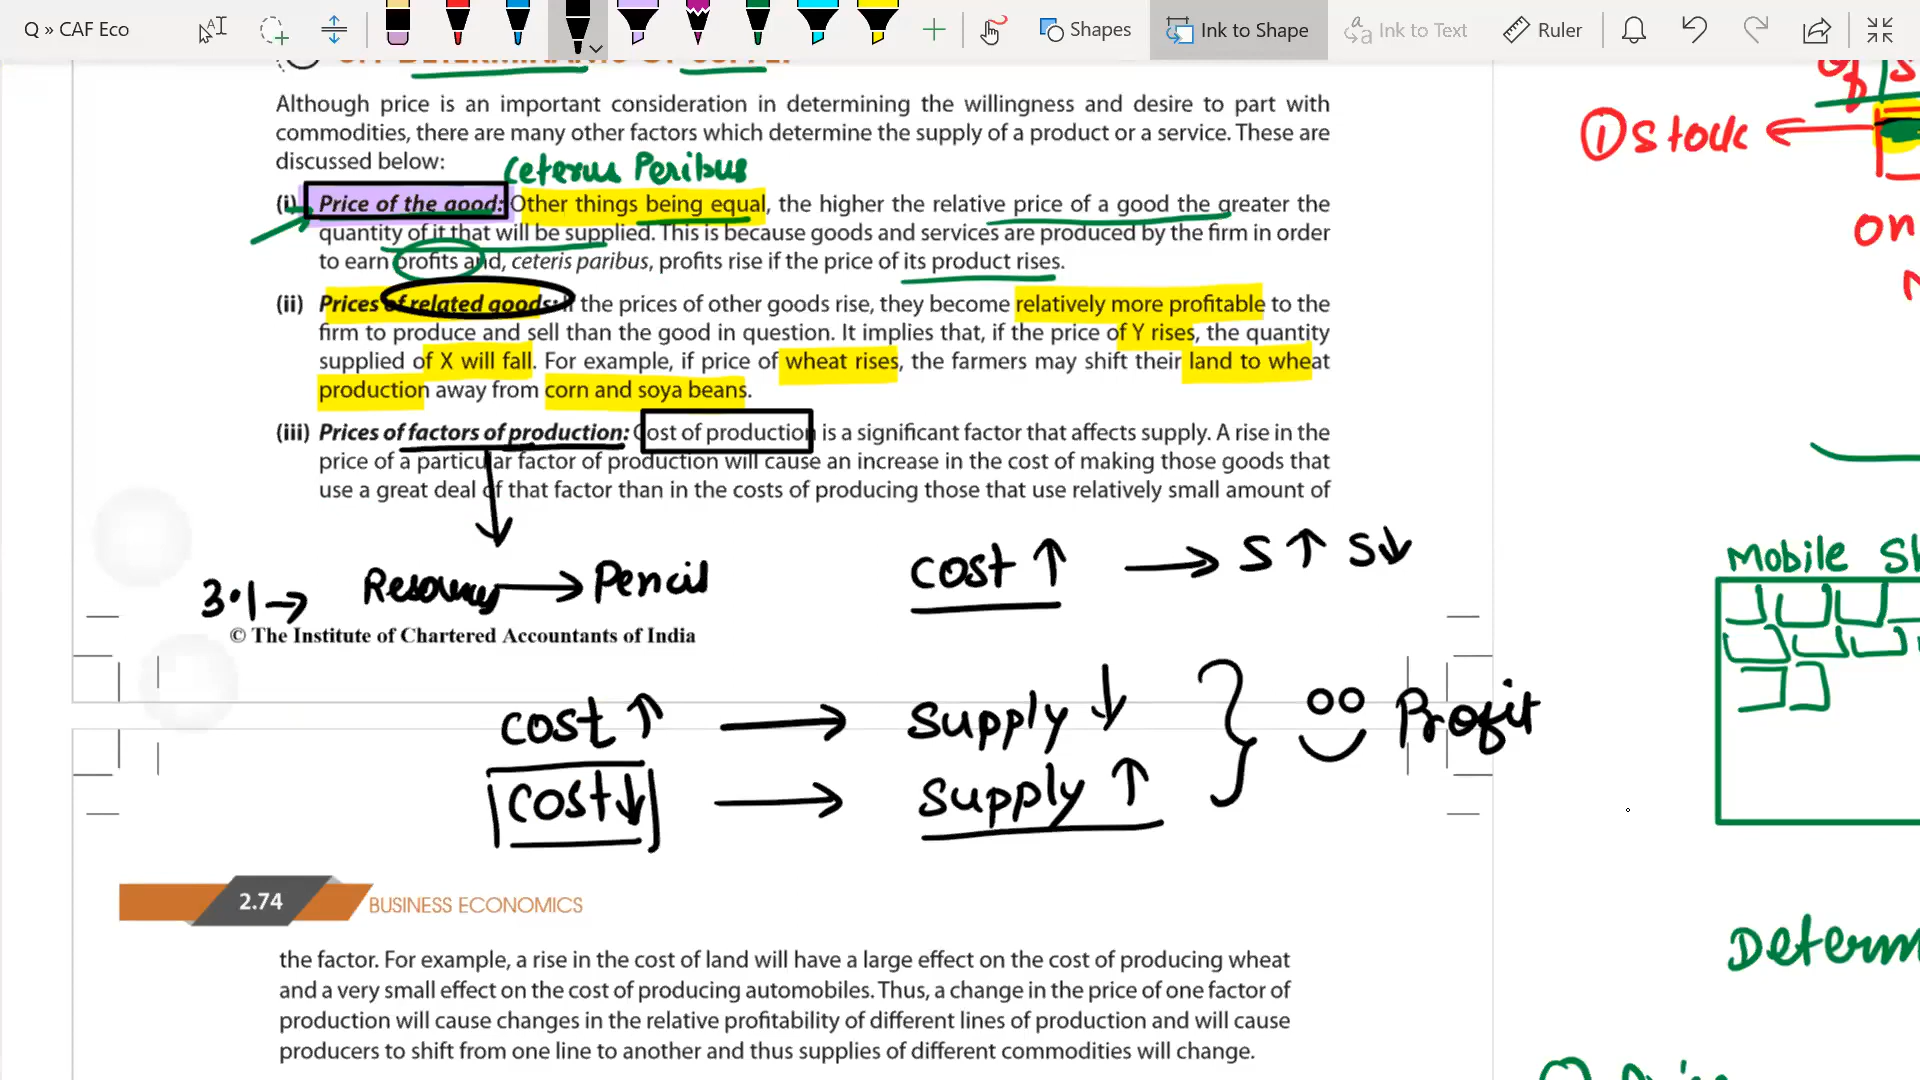 Q » CAF Eco
Shapes
Ink to Shape
Ink to Text
Ruler
Although price is an important consideration in determining the willingness and desire to part with
commodities, there are many other factors which determine the supply of a product or a service. These are
discussed below:
Ceterus Peribus
(i) Price of the good: Other things being equal, the higher the relative price of a good the greater the
quantity of it that will be supplied. This is because goods and services are produced by the firm in order
to earn profits and, ceteris paribus, profits rise if the price of its product rises.
(ii) Prices of related goods: If the prices of other goods rise, they become relatively more profitable to the
firm to produce and sell than the good in question. It implies that, if the price of Y rises, the quantity
supplied of X will fall. For example, if price of wheat rises, the farmers may shift their land to wheat
production away from corn and soya beans.
(iii) Prices of factors of production: Cost of production is a significant factor that affects supply. A rise in the
price of a particular factor of production will cause an increase in the cost of making those goods that
use a great deal of that factor than in the costs of producing those that use relatively small amount of
cost ↑ → S ↑ S↓
3.1 → Resources → Pencil
© The Institute of Chartered Accountants of India
cost ↑ → supply ↓
Profit
cost ↓ → supply ↑
2.74 BUSINESS ECONOMICS
the factor. For example, a rise in the cost of land will have a large effect on the cost of producing wheat
and a very small effect on the cost of producing automobiles. Thus, a change in the price of one factor of
production will cause changes in the relative profitability of different lines of production and will cause
producers to shift from one line to another and thus supplies of different commodities will change.
① Stock
on
Mobile Sh
Determ